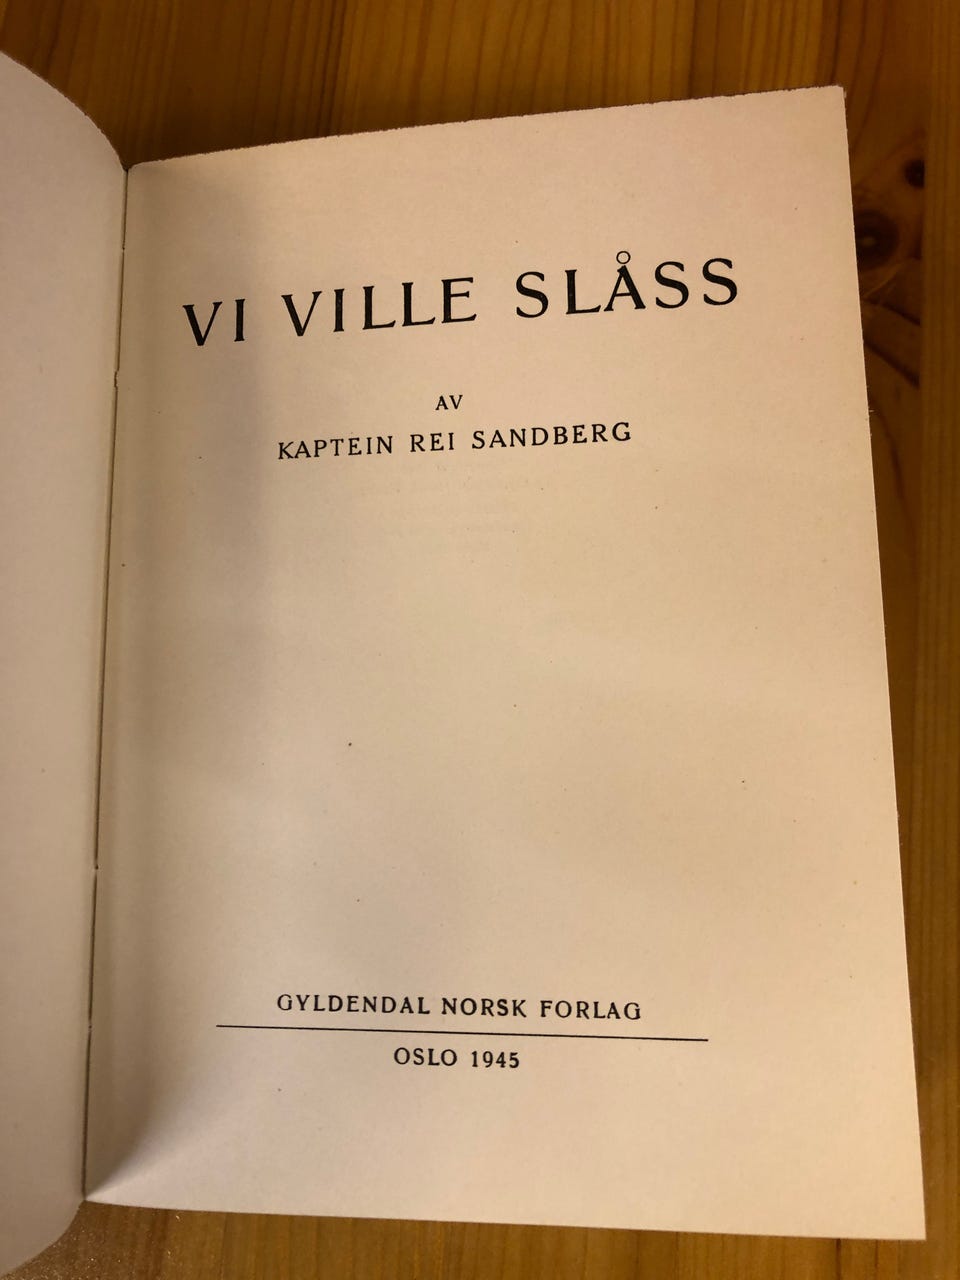 VI VILLE SLÅSS
AV
KAPTEIN REI SANDBERG
GYLDENDAL NORSK FORLAG
OSLO 1945